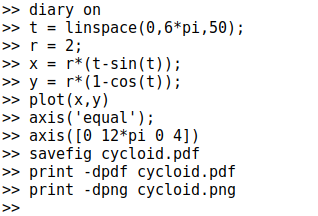 >> diary on
>> t = linspace(0,6*pi,50);
>> r = 2;
>> x = r*(t-sin(t));
>> y = r*(1-cos(t));
>> plot(x,y)
>> axis('equal');
>> axis([0 12*pi 0 4])
>> savefig cycloid.pdf
>> print -dpdf cycloid.pdf
>> print -dpng cycloid.png
>>